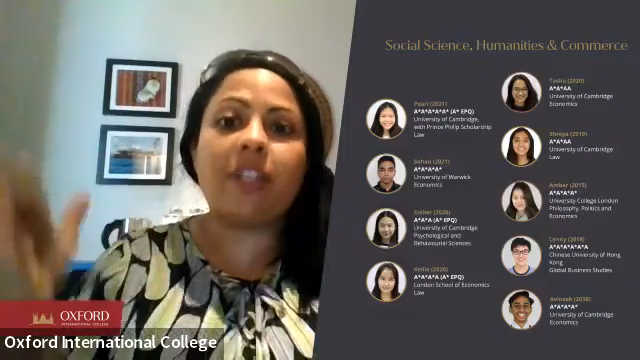 Social Science, Humanities & Commerce
Pearl (2021)
A*A*A*A*A* (A* EPQ)
University of Cambridge,
with Prince Philip Scholarship
Law
Eehan (2021)
A*A*A*A*
University of Warwick
Economics
A*A*A (A* EPQ)
University of Cambridge
Psychological and
Behavioural Sciences
Kellie (2020)
A*A*A*A (A* EPQ)
London School of Economics
Law
Tasha (2020)
A*A*AA
University of Cambridge
Economics
Shreya (2019)
A*A*AA
University of Cambridge
Law
Amber (2019)
A*A*A*A*
University College London
Philosophy, Politics and
Economics
Lenny (2018)
A*A*A*A*A*A
Chinese University of Hong
Kong
Global Business Studies
Avinash (2018)
A*A*A*A*
University of Cambridge
Economics
OXFORD
INTERNATIONAL COLLEGE
Oxford International College